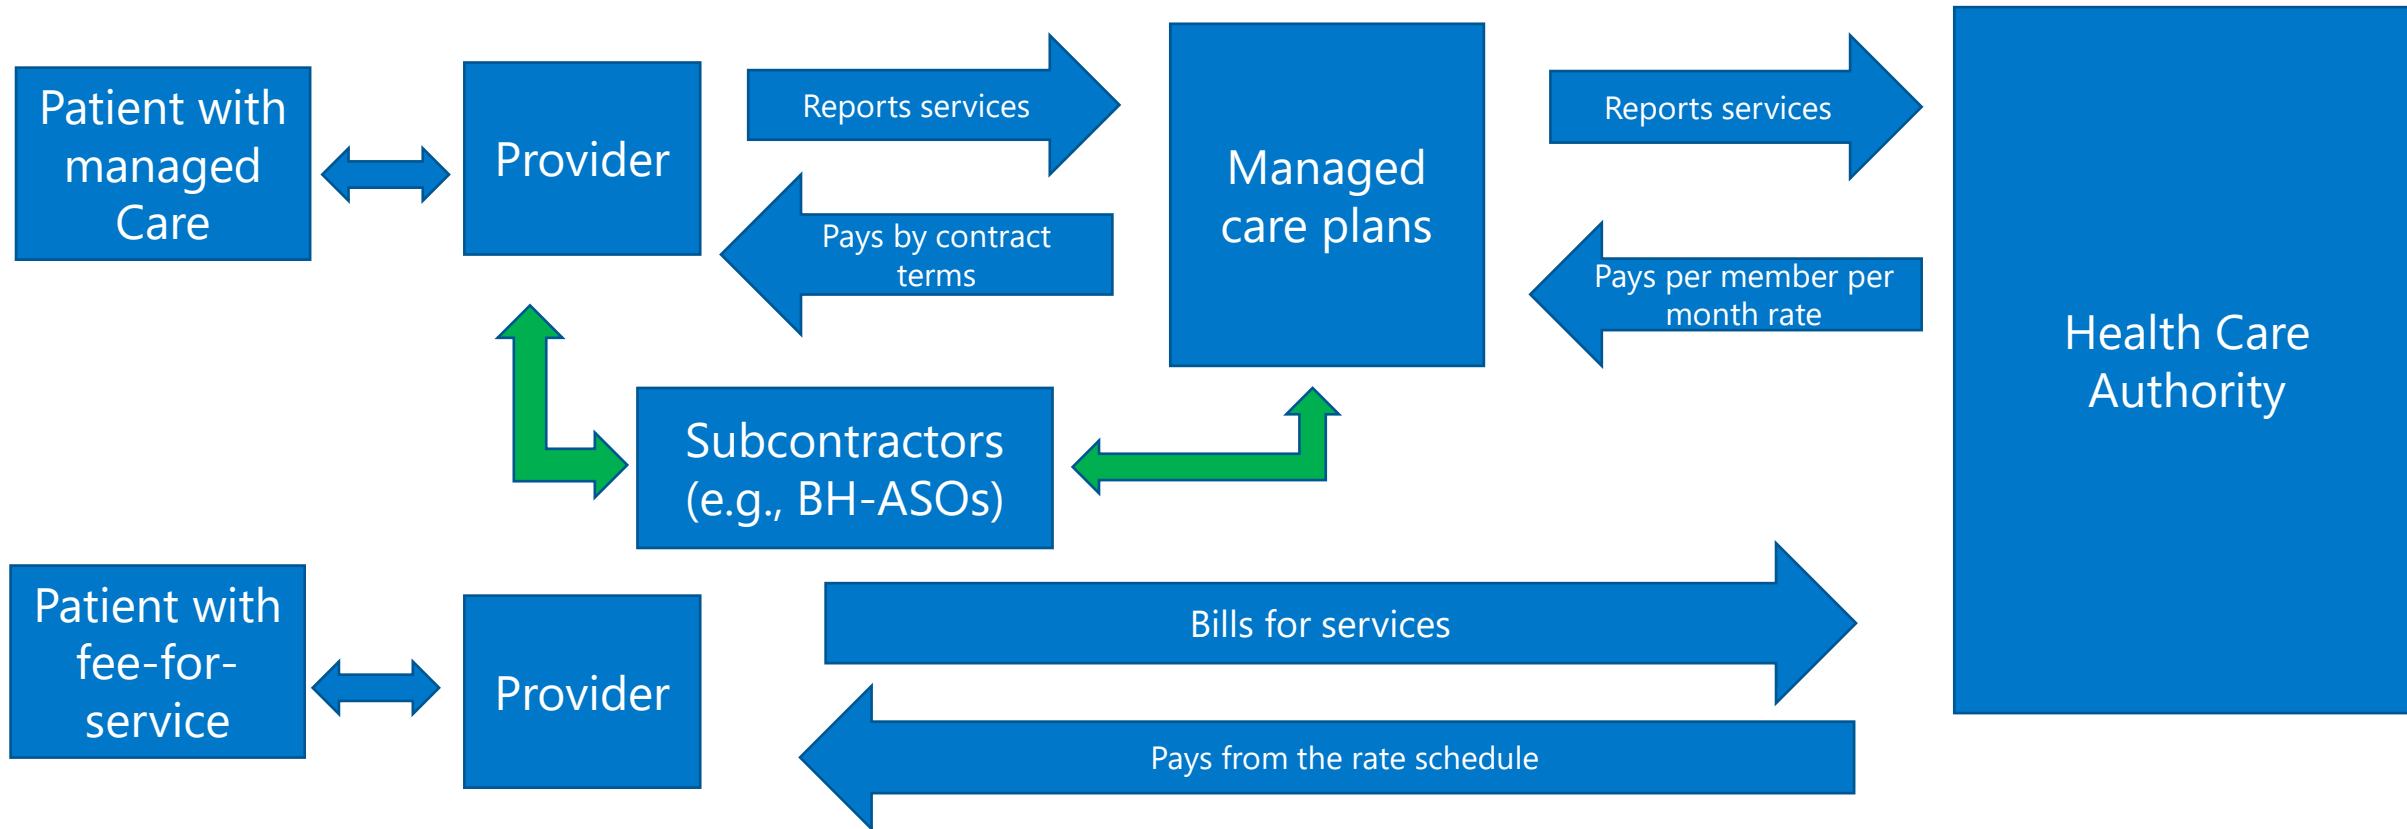 Patient with
managed
Care
Provider
Reports services
Pays by contract
terms
Managed
care plans
Reports services
Pays per member per
month rate
Health Care
Authority
Subcontractors
(e.g., BH-ASOs)
Patient with
fee-for-
service
Provider
Bills for services
Pays from the rate schedule